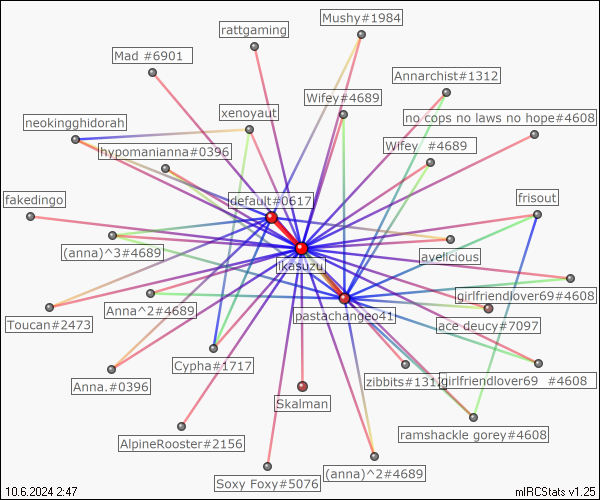 Mushy#1984
rattgaming
Mad #6901
Annarchist#1312
Wifey#4689
xenoyaut
no cops no laws no hope#4608
neokingghidorah
Wifey #4689
hypomanianna#0396
fakedingo
default#0617
frisout
(anna)^3#4689
avelicious
ikasuzu
girlfriendlover69#4608
Anna^2#4689
pastachangeo41
Toucan#2473
ace deucy#7097
Cypha#1717
zibbits#1312
girlfriendlover69 #4608
Anna.#0396
Skalman
ramshackle gorey#4608
AlpineRooster#2156
(anna)^2#4689
Soxy Foxy#5076
10.6.2024 2:47
mIRCStats v1.25